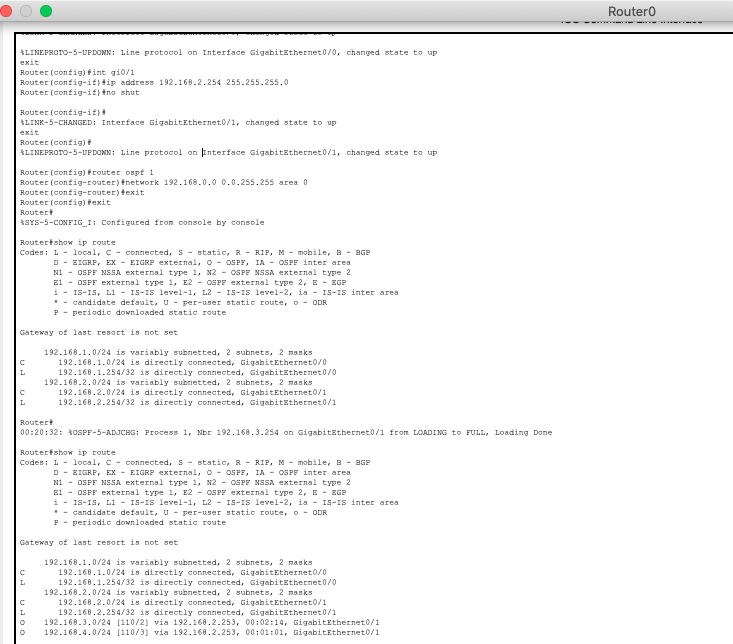 Router0
%LINEPROTO-5-UPDOWN: Line protocol on Interface GigabitEthernet0/0, changed state to up
exit
Router(config)#int gi0/1
Router(config-if)#ip address 192.168.2.254 255.255.255.0
Router(config-if)#no shut
Router(config-if)#
%LINK-5-CHANGED: Interface GigabitEthernet0/1, changed state to up
exit
Router(config)#
%LINEPROTO-5-UPDOWN: Line protocol on Interface GigabitEthernet0/1, changed state to up
Router(config)#router ospf 1
Router(config-router)#network 192.168.0.0 0.0.255.255 area 0
Router(config-router)#exit
Router(config)#exit
Router#
%SYS-5-CONFIG_I: Configured from console by console
Router#show ip route
Codes: L - local, C - connected, S - static, R - RIP, M - mobile, B - BGP
D - EIGRP, EX - EIGRP external, O - OSPF, IA - OSPF inter area
N1 - OSPF NSSA external type 1, N2 - OSPF NSSA external type 2
E1 - OSPF external type 1, E2 - OSPF external type 2, E - EGP
i - IS-IS, L1 - IS-IS level-1, L2 - IS-IS level-2, ia - IS-IS inter area
* - candidate default, U - per-user static route, o - ODR
P - periodic downloaded static route
Gateway of last resort is not set
192.168.1.0/24 is variably subnetted, 2 subnets, 2 masks
C 192.168.1.0/24 is directly connected, GigabitEthernet0/0
L 192.168.1.254/32 is directly connected, GigabitEthernet0/0
192.168.2.0/24 is variably subnetted, 2 subnets, 2 masks
C 192.168.2.0/24 is directly connected, GigabitEthernet0/1
L 192.168.2.254/32 is directly connected, GigabitEthernet0/1
Router#
00:20:32: %OSPF-5-ADJCHG: Process 1, Nbr 192.168.3.254 on GigabitEthernet0/1 from LOADING to FULL, Loading Done
Router#show ip route
Codes: L - local, C - connected, S - static, R - RIP, M - mobile, B - BGP
D - EIGRP, EX - EIGRP external, O - OSPF, IA - OSPF inter area
N1 - OSPF NSSA external type 1, N2 - OSPF NSSA external type 2
E1 - OSPF external type 1, E2 - OSPF external type 2, E - EGP
i - IS-IS, L1 - IS-IS level-1, L2 - IS-IS level-2, ia - IS-IS inter area
* - candidate default, U - per-user static route, o - ODR
P - periodic downloaded static route
Gateway of last resort is not set
192.168.1.0/24 is variably subnetted, 2 subnets, 2 masks
C 192.168.1.0/24 is directly connected, GigabitEthernet0/0
L 192.168.1.254/32 is directly connected, GigabitEthernet0/0
192.168.2.0/24 is variably subnetted, 2 subnets, 2 masks
C 192.168.2.0/24 is directly connected, GigabitEthernet0/1
L 192.168.2.254/32 is directly connected, GigabitEthernet0/1
O 192.168.3.0/24 [110/2] via 192.168.2.253, 00:02:14, GigabitEthernet0/1
O 192.168.4.0/24 [110/3] via 192.168.2.253, 00:01:01, GigabitEthernet0/1